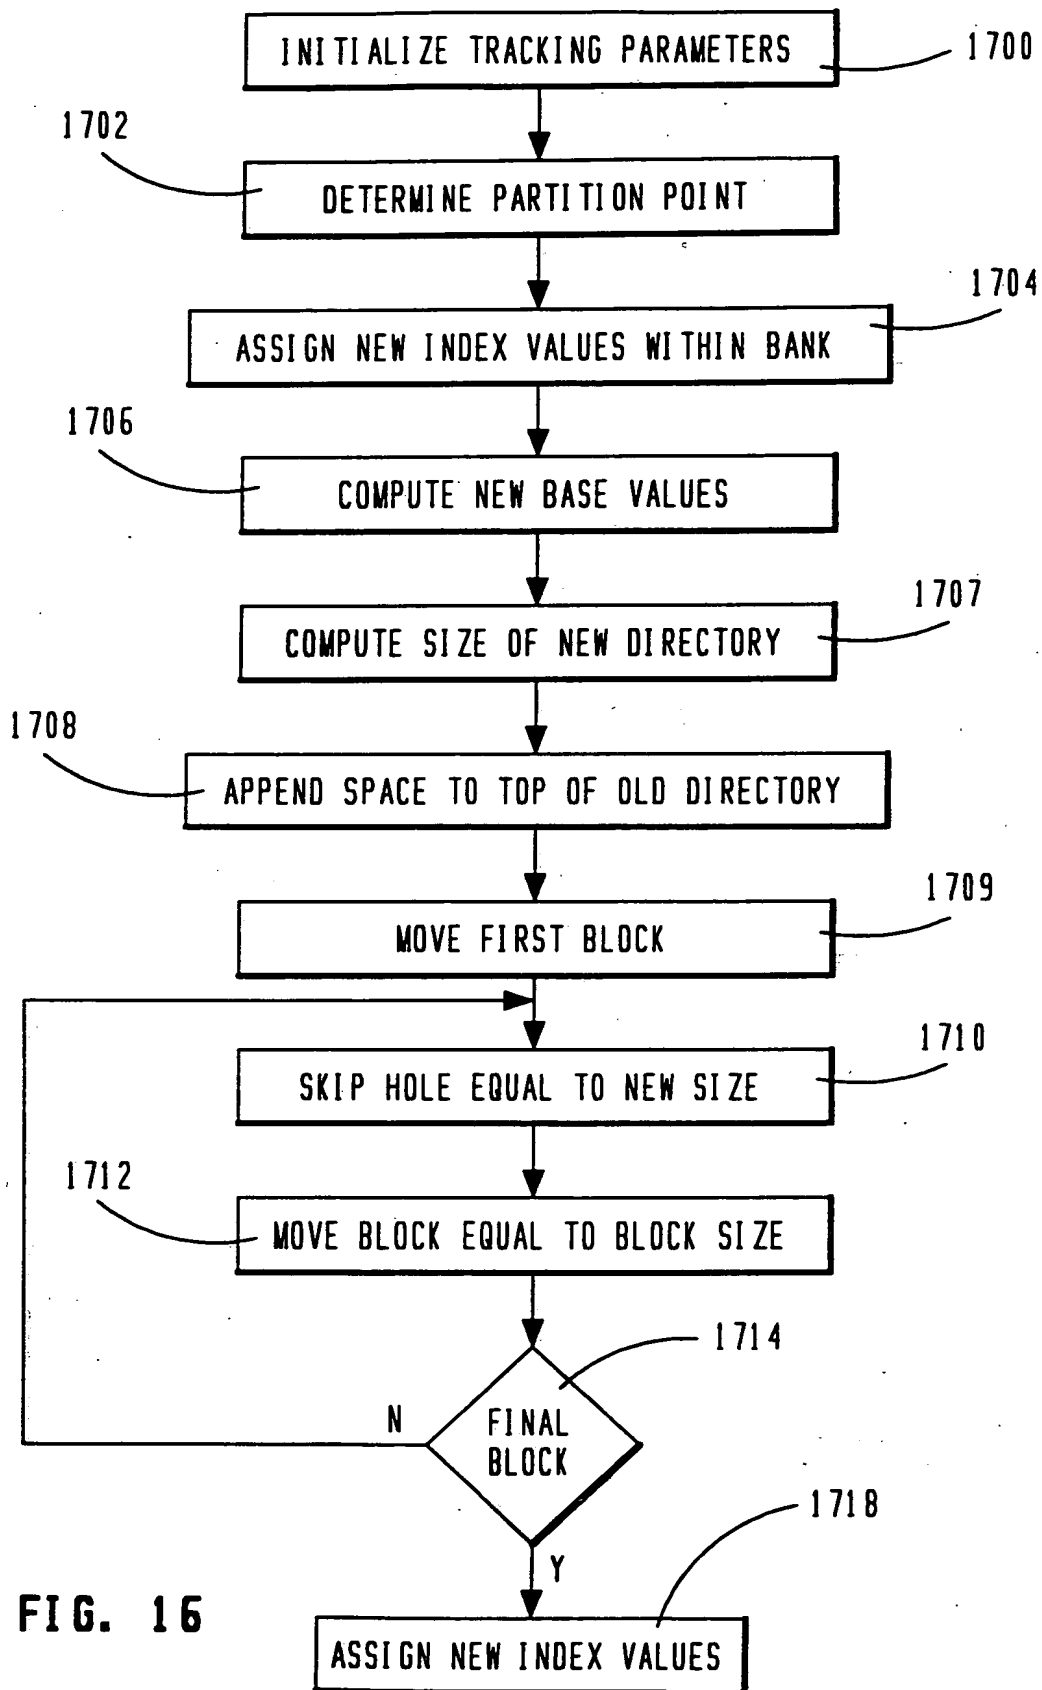 INITIALIZE TRACKING PARAMETERS
1700
1702
DETERMINE PARTITION POINT
1704
ASSIGN NEW INDEX VALUES WITHIN BANK
1706
COMPUTE NEW BASE VALUES
1707
COMPUTE SIZE OF NEW DIRECTORY
1708
APPEND SPACE TO TOP OF OLD DIRECTORY
1709
MOVE FIRST BLOCK
1710
SKIP HOLE EQUAL TO NEW SIZE
1712
MOVE BLOCK EQUAL TO BLOCK SIZE
1714
N
FINAL
BLOCK
1718
Y
FIG. 16
ASSIGN NEW INDEX VALUES